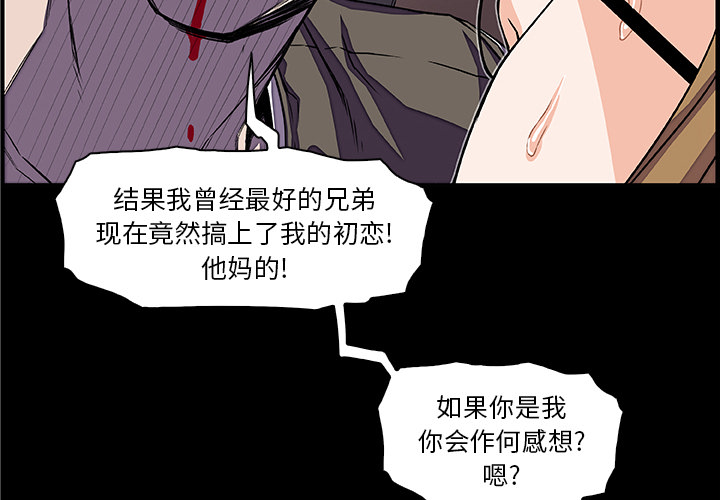 结果我曾经最好的兄弟
现在竟然搞上了我的初恋!
他妈的!
如果你是我
你会作何感想?
嗯?